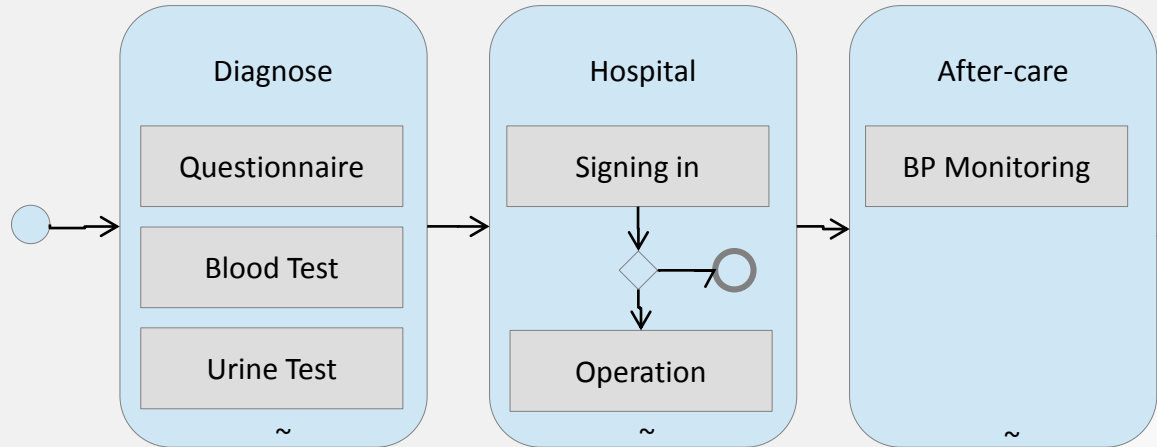 Diagnose
Questionnaire
Blood Test
Urine Test
~
Hospital
Signing in
Operation
~
After-care
BP Monitoring
~